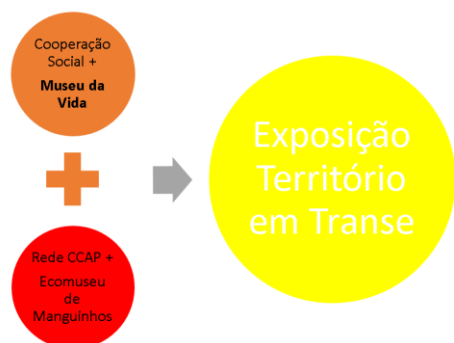 Cooperação
Social +
Museu da
Vida
Rede CCAP +
Ecomuseu
de
Manguinhos
Exposição
Território
em Transe